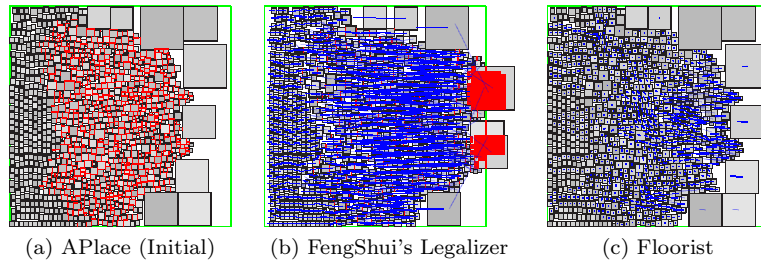 (a) APlace (Initial)
(b) FengShui's Legalizer
(c) Floorist